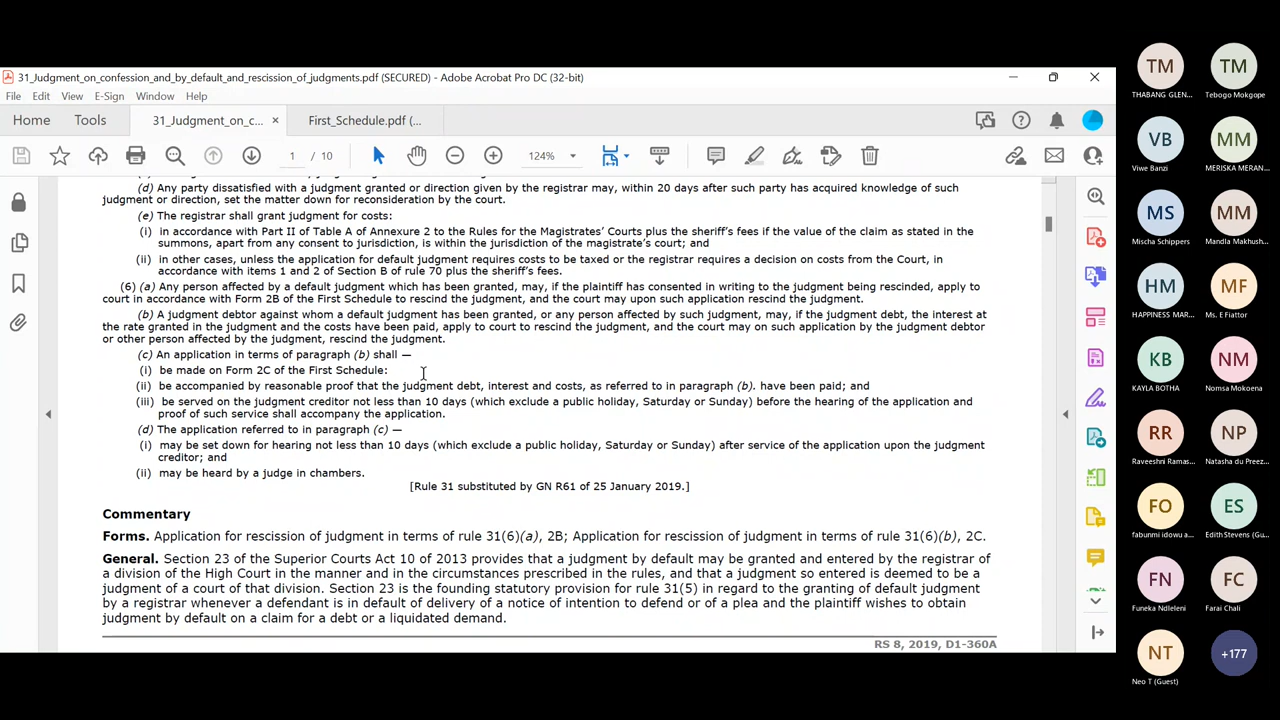 31_Judgment_on_confession_and_by_default_and_rescission_of_judgments.pdf (SECURED) - Adobe Acrobat Pro DC (32-bit)
File Edit View E-Sign Window Help
Home Tools 31_Judgment_on_c... × First_Schedule.pdf (...
1 / 10 124%
(d) Any party dissatisfied with a judgment granted or direction given by the registrar may, within 20 days after such party has acquired knowledge of such
judgment or direction, set the matter down for reconsideration by the court.
(e) The registrar shall grant judgment for costs:
(i) in accordance with Part II of Table A of Annexure 2 to the Rules for the Magistrates' Courts plus the sheriff's fees if the value of the claim as stated in the
summons, apart from any consent to jurisdiction, is within the jurisdiction of the magistrate's court; and
(ii) in other cases, unless the application for default judgment requires costs to be taxed or the registrar requires a decision on costs from the Court, in
accordance with items 1 and 2 of Section B of rule 70 plus the sheriff's fees.
(6) (a) Any person affected by a default judgment which has been granted, may, if the plaintiff has consented in writing to the judgment being rescinded, apply to
court in accordance with Form 2B of the First Schedule to rescind the judgment, and the court may upon such application rescind the judgment.
(b) A judgment debtor against whom a default judgment has been granted, or any person affected by such judgment, may, if the judgment debt, the interest at
the rate granted in the judgment and the costs have been paid, apply to court to rescind the judgment, and the court may on such application by the judgment debtor
or other person affected by the judgment, rescind the judgment.
(c) An application in terms of paragraph (b) shall —
(i) be made on Form 2C of the First Schedule:
(ii) be accompanied by reasonable proof that the judgment debt, interest and costs, as referred to in paragraph (b). have been paid; and
(iii) be served on the judgment creditor not less than 10 days (which exclude a public holiday, Saturday or Sunday) before the hearing of the application and
proof of such service shall accompany the application.
(d) The application referred to in paragraph (c) —
(i) may be set down for hearing not less than 10 days (which exclude a public holiday, Saturday or Sunday) after service of the application upon the judgment
creditor; and
(ii) may be heard by a judge in chambers.
[Rule 31 substituted by GN R61 of 25 January 2019.]
Commentary
Forms. Application for rescission of judgment in terms of rule 31(6)(a), 2B; Application for rescission of judgment in terms of rule 31(6)(b), 2C.
General. Section 23 of the Superior Courts Act 10 of 2013 provides that a judgment by default may be granted and entered by the registrar of
a division of the High Court in the manner and in the circumstances prescribed in the rules, and that a judgment so entered is deemed to be a
judgment of a court of that division. Section 23 is the founding statutory provision for rule 31(5) in regard to the granting of default judgment
by a registrar whenever a defendant is in default of delivery of a notice of intention to defend or of a plea and the plaintiff wishes to obtain
judgment by default on a claim for a debt or a liquidated demand.
RS 8, 2019, D1-360A
TM TM
THABANG GLEN... Tebogo Mokgope
VB MM
Viwe Banzi MERISKA MERAN...
MS MM
Mischa Schippers Mandla Makhush...
HM MF
HAPPINESS MAR... Ms. E Fiattor
KB NM
KAYLA BOTHA Nomsa Mokoena
RR NP
Raveeshni Ramas... Natasha du Preez...
FO ES
fabunmi idowu a... Edith Stevens (Gu...
FN FC
Funeka Ndleleni Farai Chali
NT +177
Neo T (Guest)